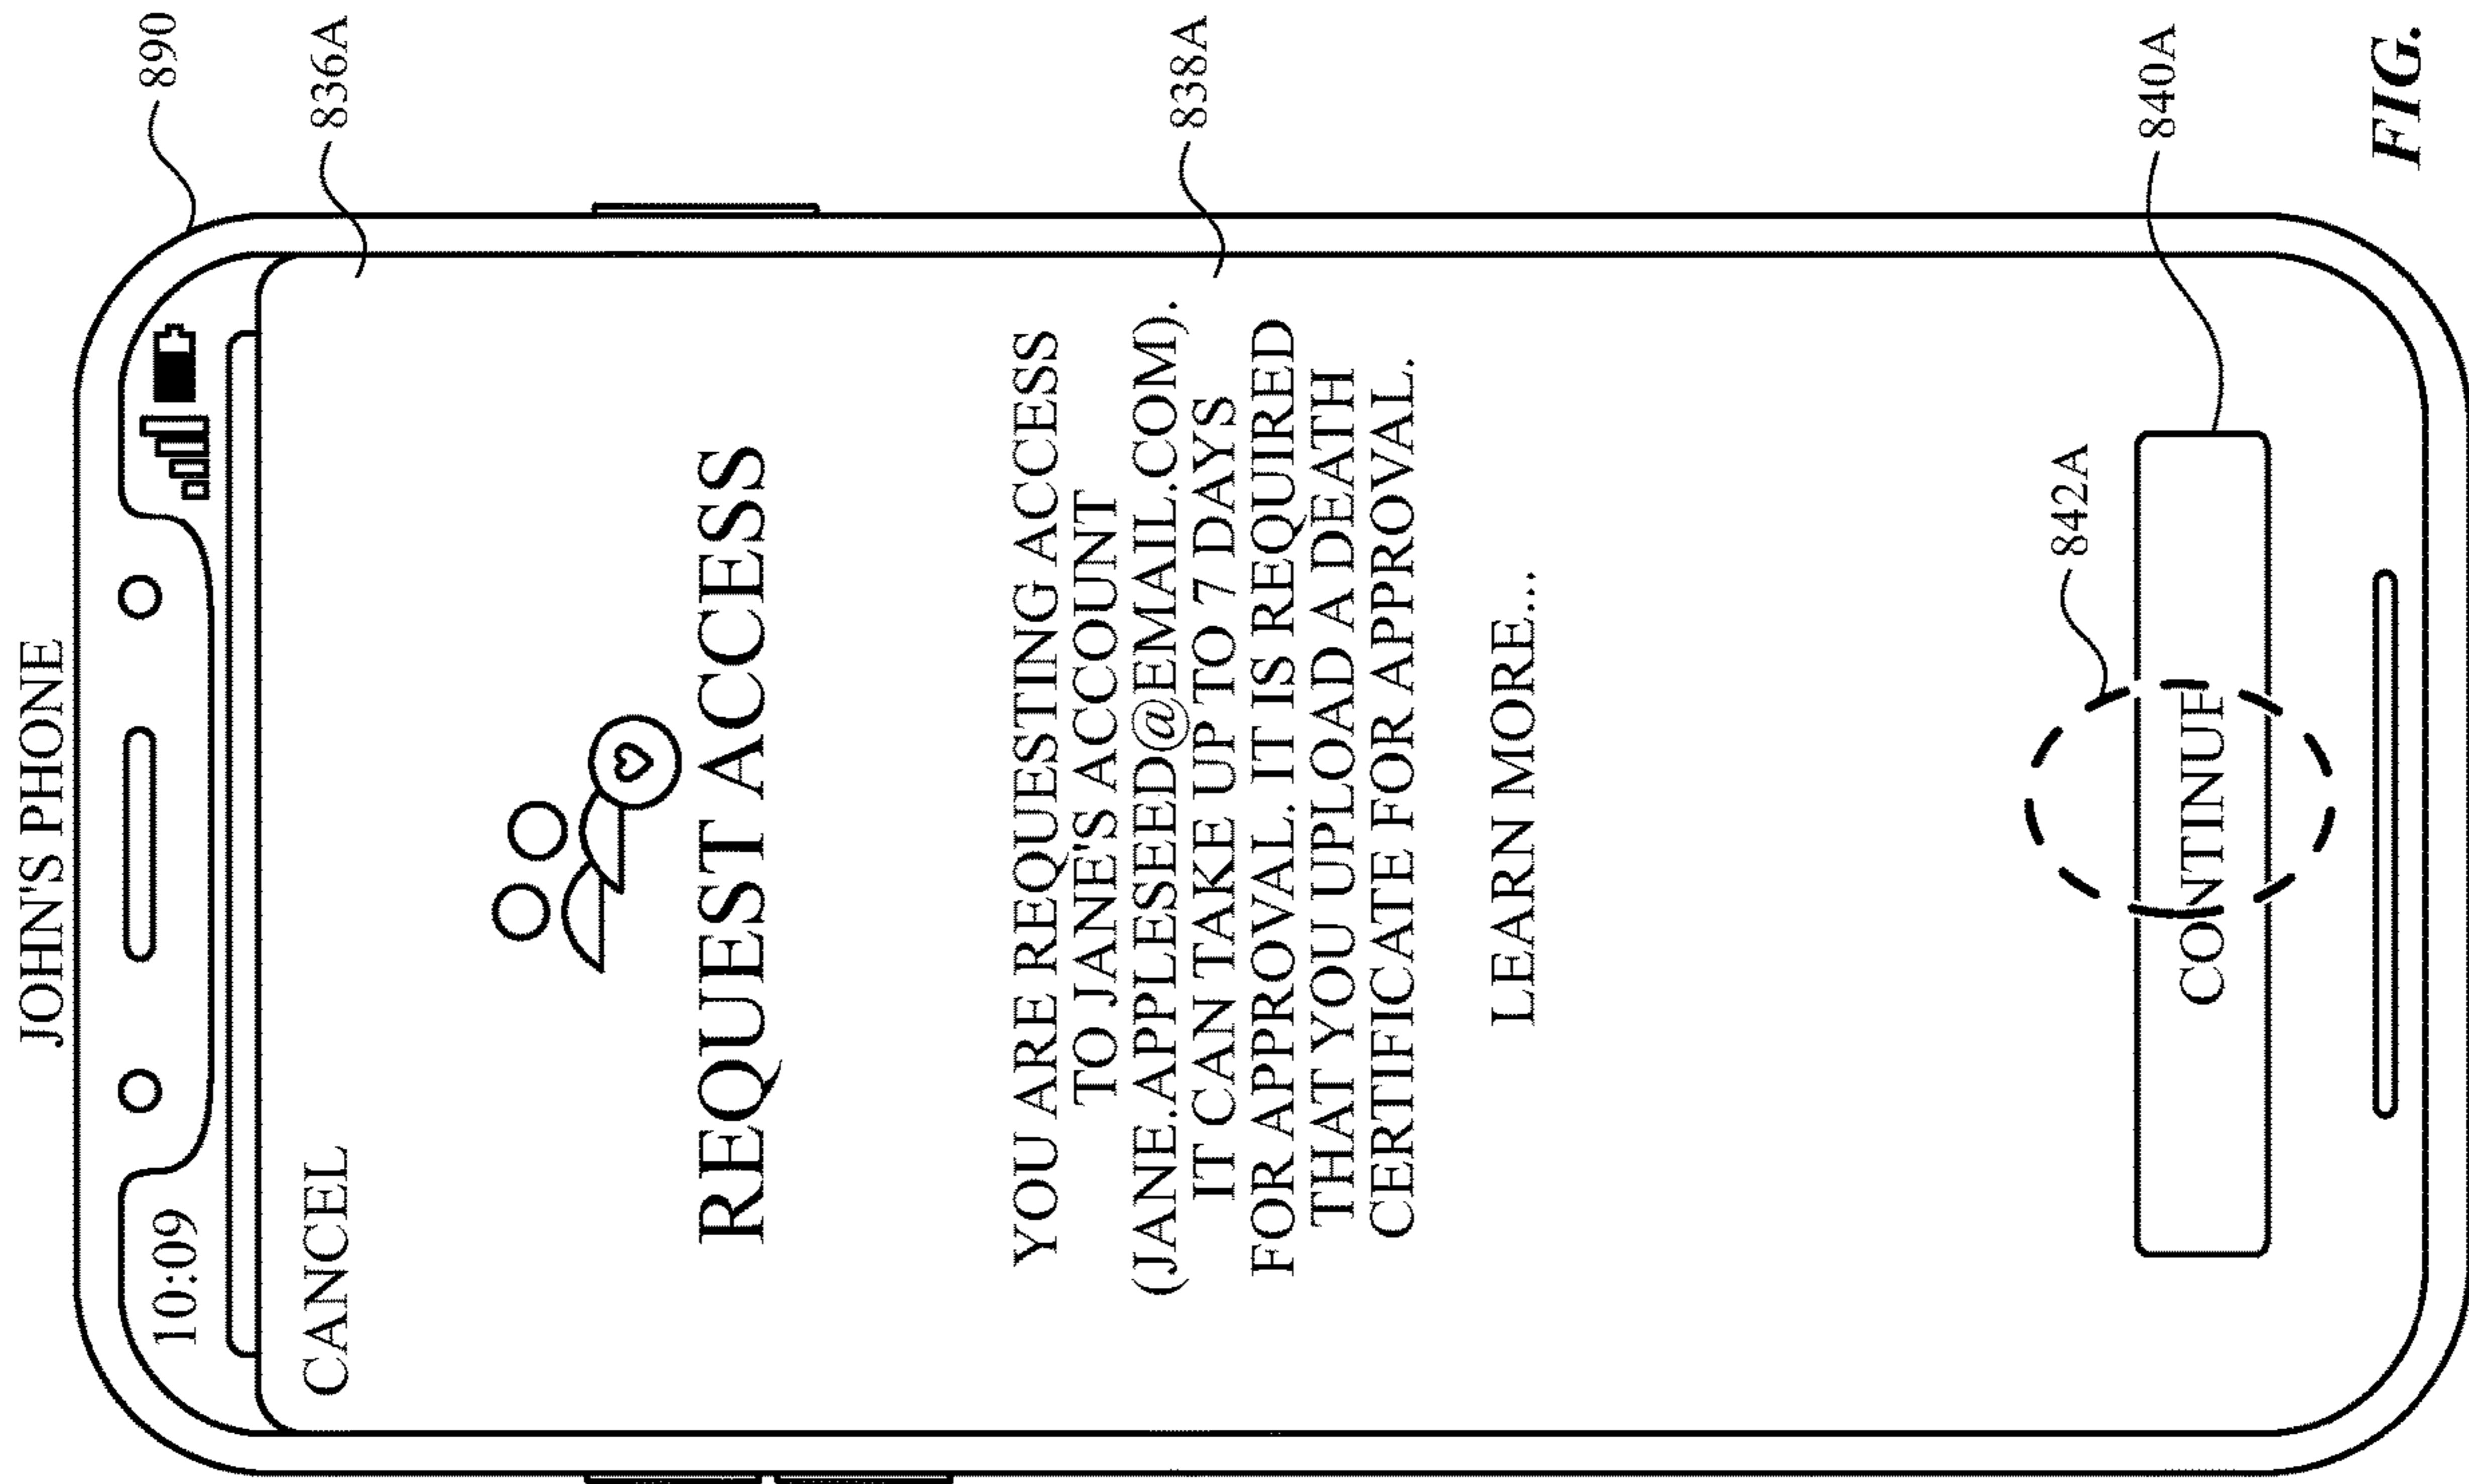 JOHN'S PHONE
890
10:09
836A
CANCEL
REQUEST ACCESS
YOU ARE REQUESTING ACCESS
TO JANE'S ACCOUNT
(JANE.APPLESEED@EMAIL.COM).
IT CAN TAKE UP TO 7 DAYS
FOR APPROVAL. IT IS REQUIRED
THAT YOU UPLOAD A DEATH
CERTIFICATE FOR APPROVAL.
838A
LEARN MORE...
842A
CONTINUE
840A
FIG.